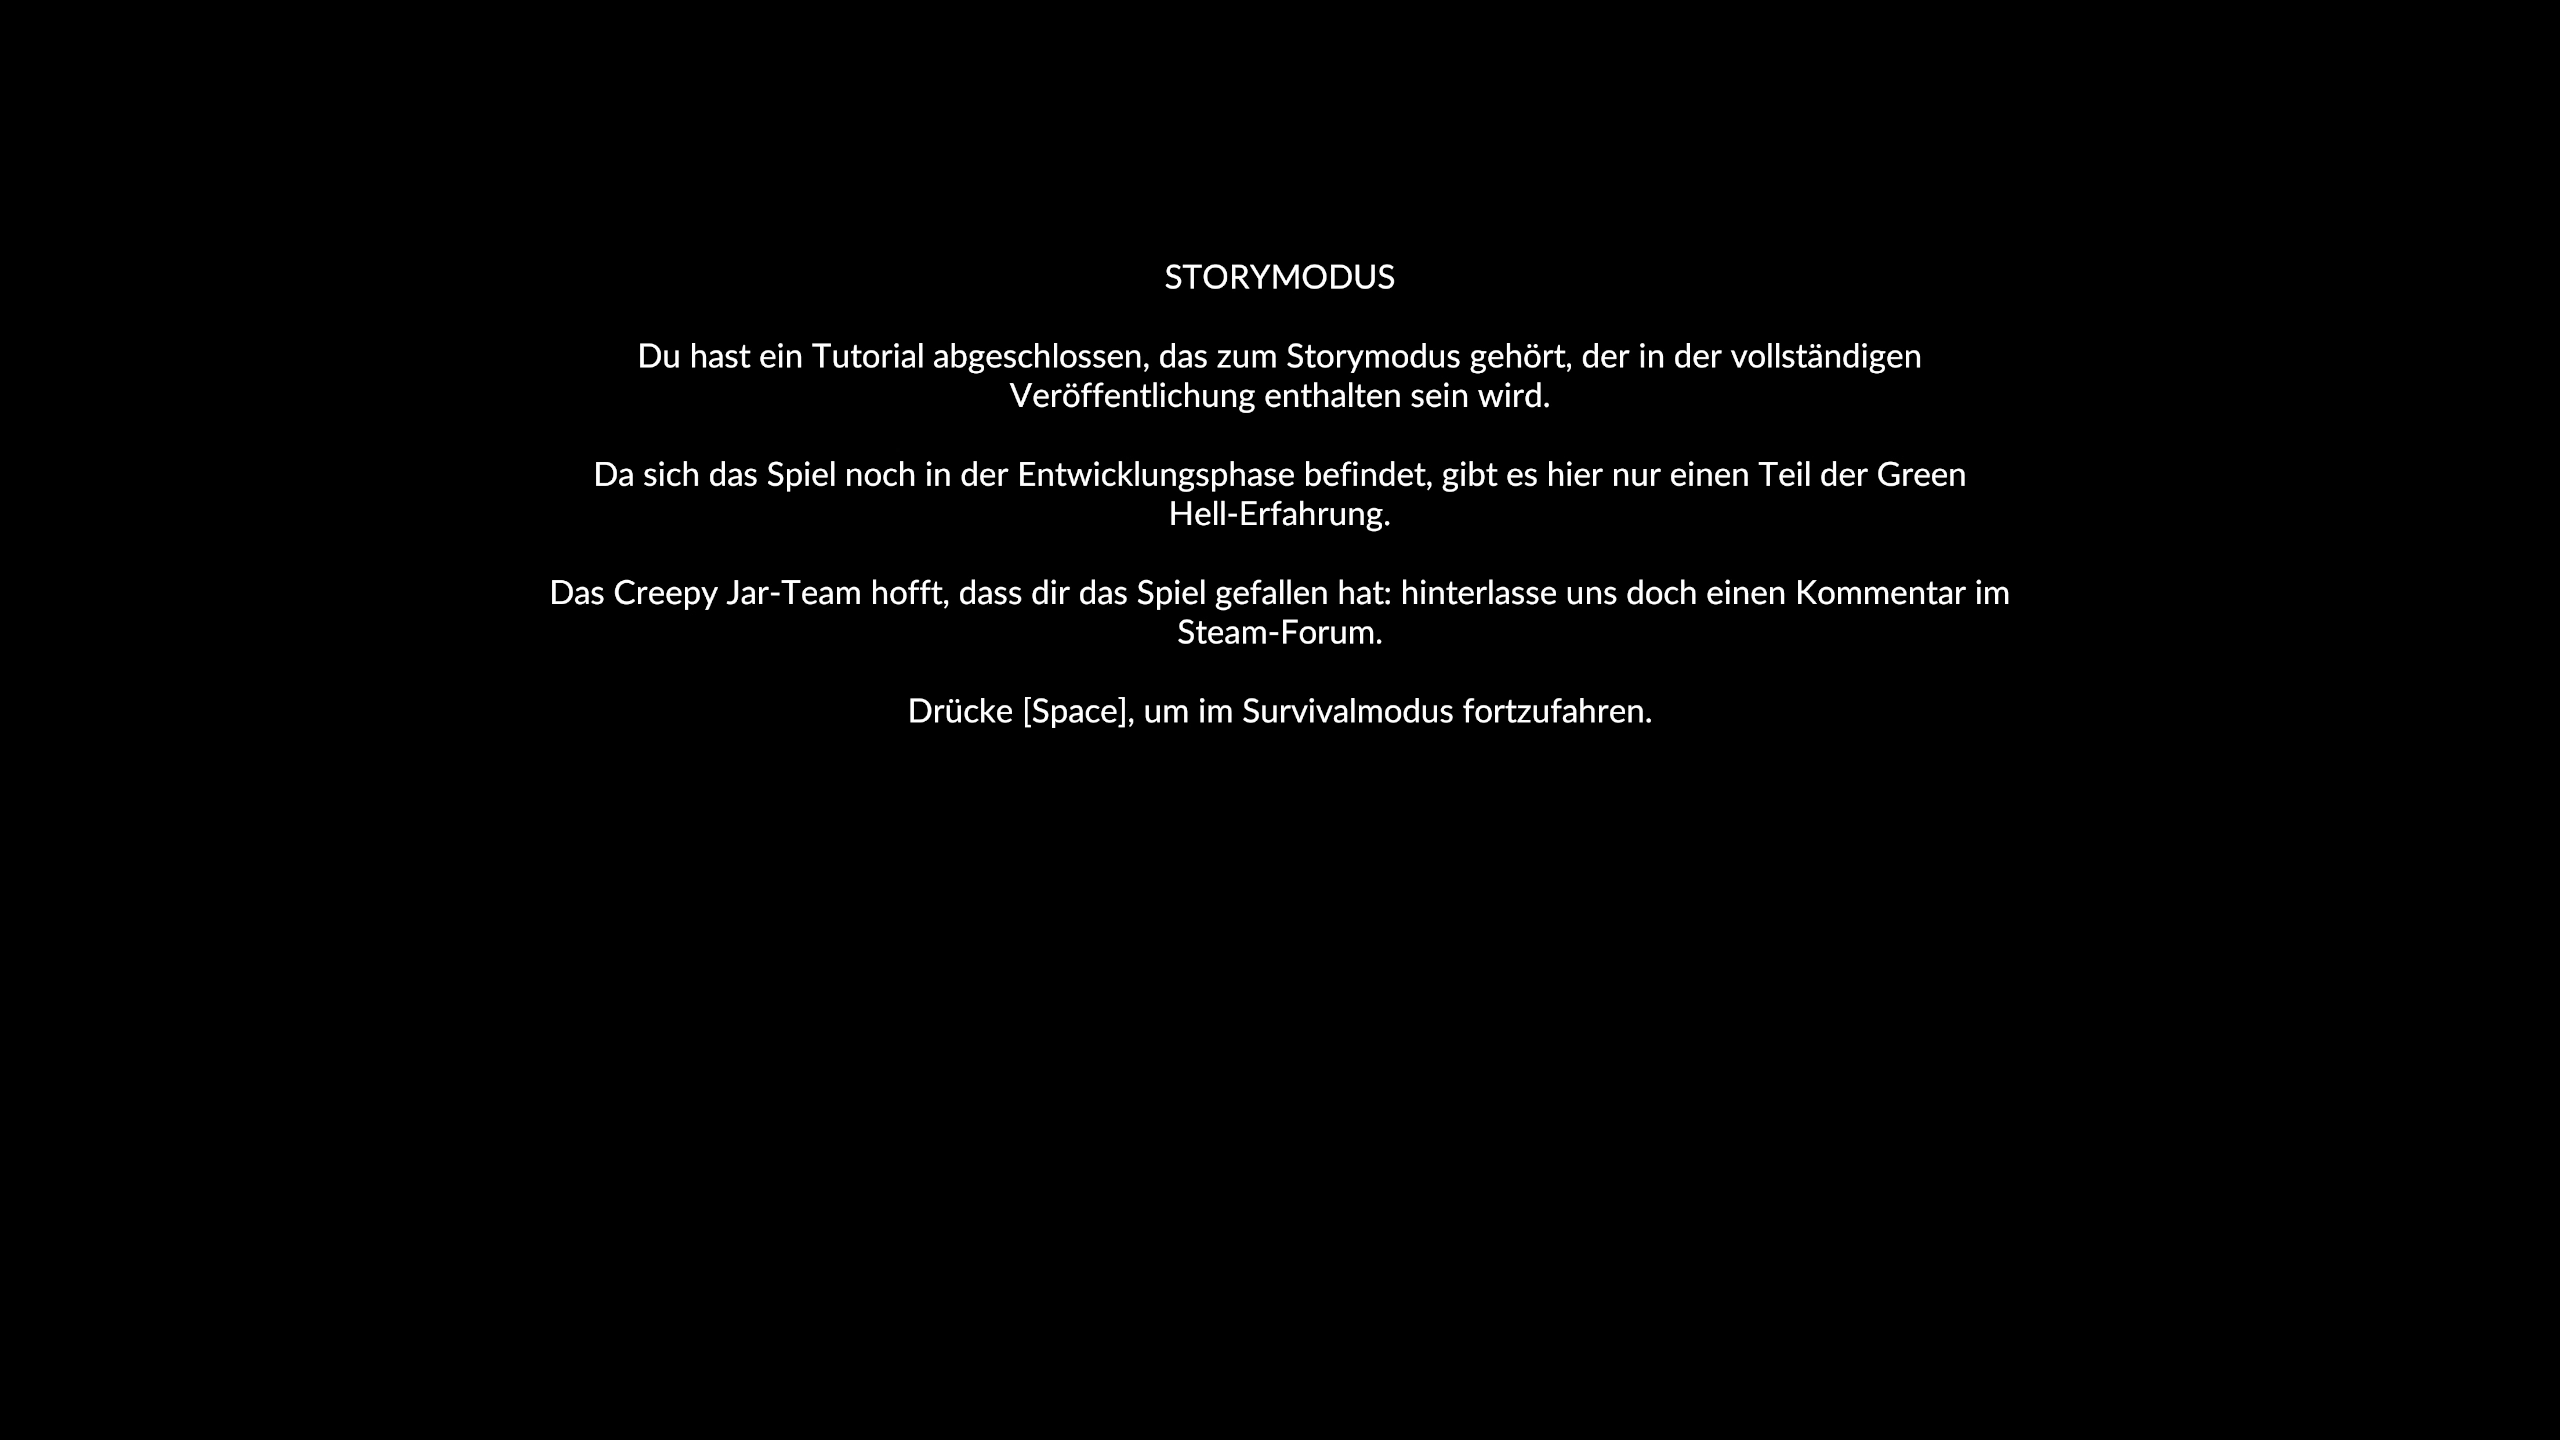 STORYMODUS
Du hast ein Tutorial abgeschlossen, das zum Storymodus gehört, der in der vollständigen
Veröffentlichung enthalten sein wird.
Da sich das Spiel noch in der Entwicklungsphase befindet, gibt es hier nur einen Teil der Green
Hell-Erfahrung.
Das Creepy Jar-Team hofft, dass dir das Spiel gefallen hat: hinterlasse uns doch einen Kommentar im
Steam-Forum.
Drücke [Space], um im Survivalmodus fortzufahren.